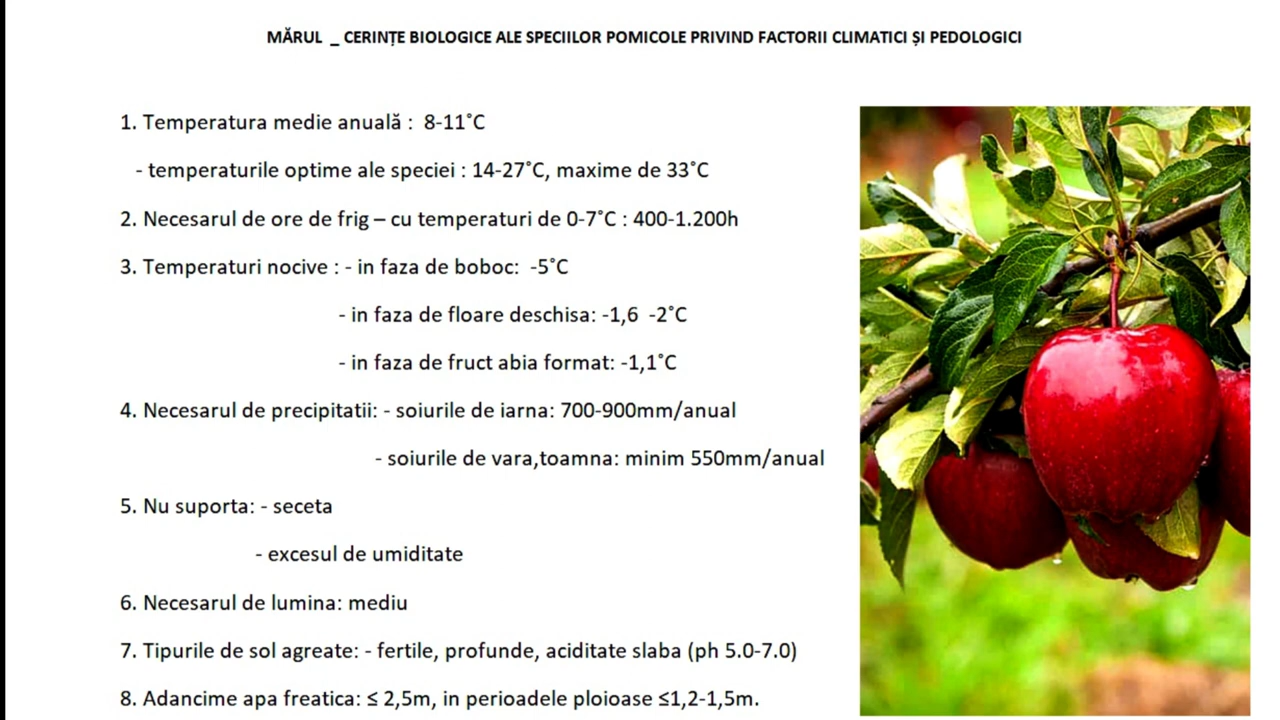 MĂRUL _ CERINȚE BIOLOGICE ALE SPECIILOR POMICOLE PRIVIND FACTORII CLIMATICI ȘI PEDOLOGICI
1. Temperatura medie anuală : 8-11˚C
- temperaturile optime ale speciei : 14-27˚C, maxime de 33˚C
2. Necesarul de ore de frig – cu temperaturi de 0-7˚C : 400-1.200h
3. Temperaturi nocive : - in faza de boboc: -5˚C
- in faza de floare deschisa: -1,6 -2˚C
- in faza de fruct abia format: -1,1˚C
4. Necesarul de precipitatii: - soiurile de iarna: 700-900mm/anual
- soiurile de vara,toamna: minim 550mm/anual
5. Nu suporta: - seceta
- excesul de umiditate
6. Necesarul de lumina: mediu
7. Tipurile de sol agreate: - fertile, profunde, aciditate slaba (ph 5.0-7.0)
8. Adancime apa freatica: ≤ 2,5m, in perioadele ploioase ≤1,2-1,5m.